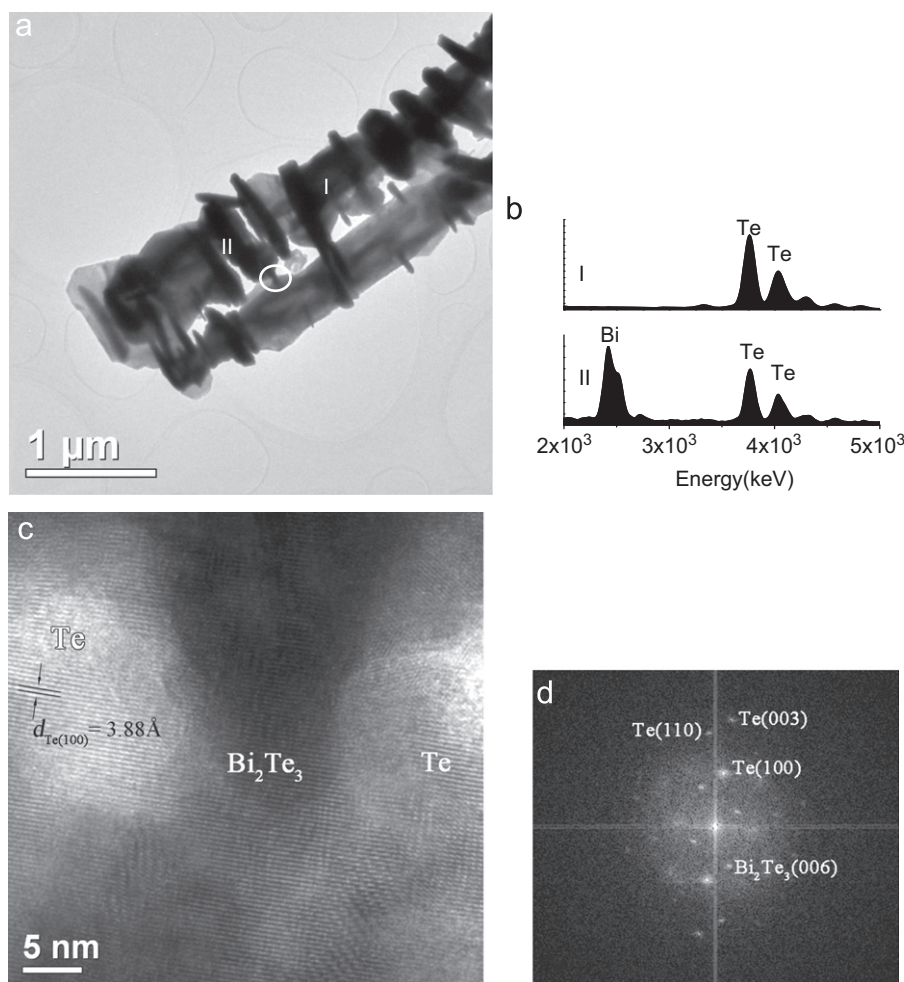 a
I
II
1 µm
b
Te
Te
I
Bi
Te
Te
II
2x10³ 3x10³ 4x10³ 5x10³
Energy(keV)
c
Te
d_Te(100) = 3.88Å
Bi₂Te₃
Te
5 nm
d
Te(110) Te(003)
Te(100)
Bi₂Te₃(006)